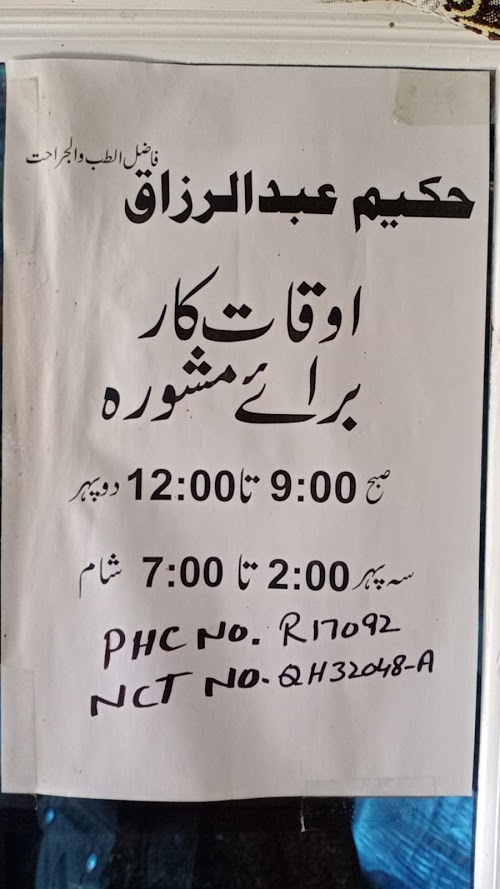 فاضل الطب والجراحت
حکیم عبدالرزاق
اوقات کار
برائے مشورہ
صبح 9:00 تا 12:00 دوپہر
سہ پہر 2:00 تا 7:00 شام
PHC NO. R17092
NCT NO. QH32048-A